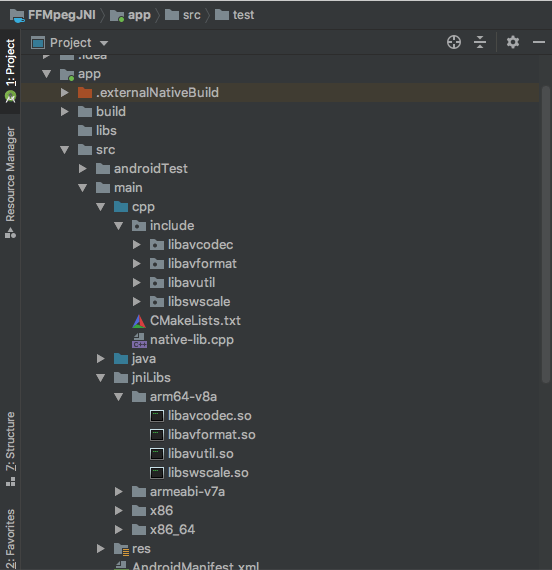 FFMpegJNI app src test
Project
.idea
app
.externalNativeBuild
build
libs
src
androidTest
main
cpp
include
libavcodec
libavformat
libavutil
libswscale
CMakeLists.txt
native-lib.cpp
java
jniLibs
arm64-v8a
libavcodec.so
libavformat.so
libavutil.so
libswscale.so
armeabi-v7a
x86
x86_64
res
AndroidManifest.xml
1: Project
Resource Manager
7: Structure
2: Favorites